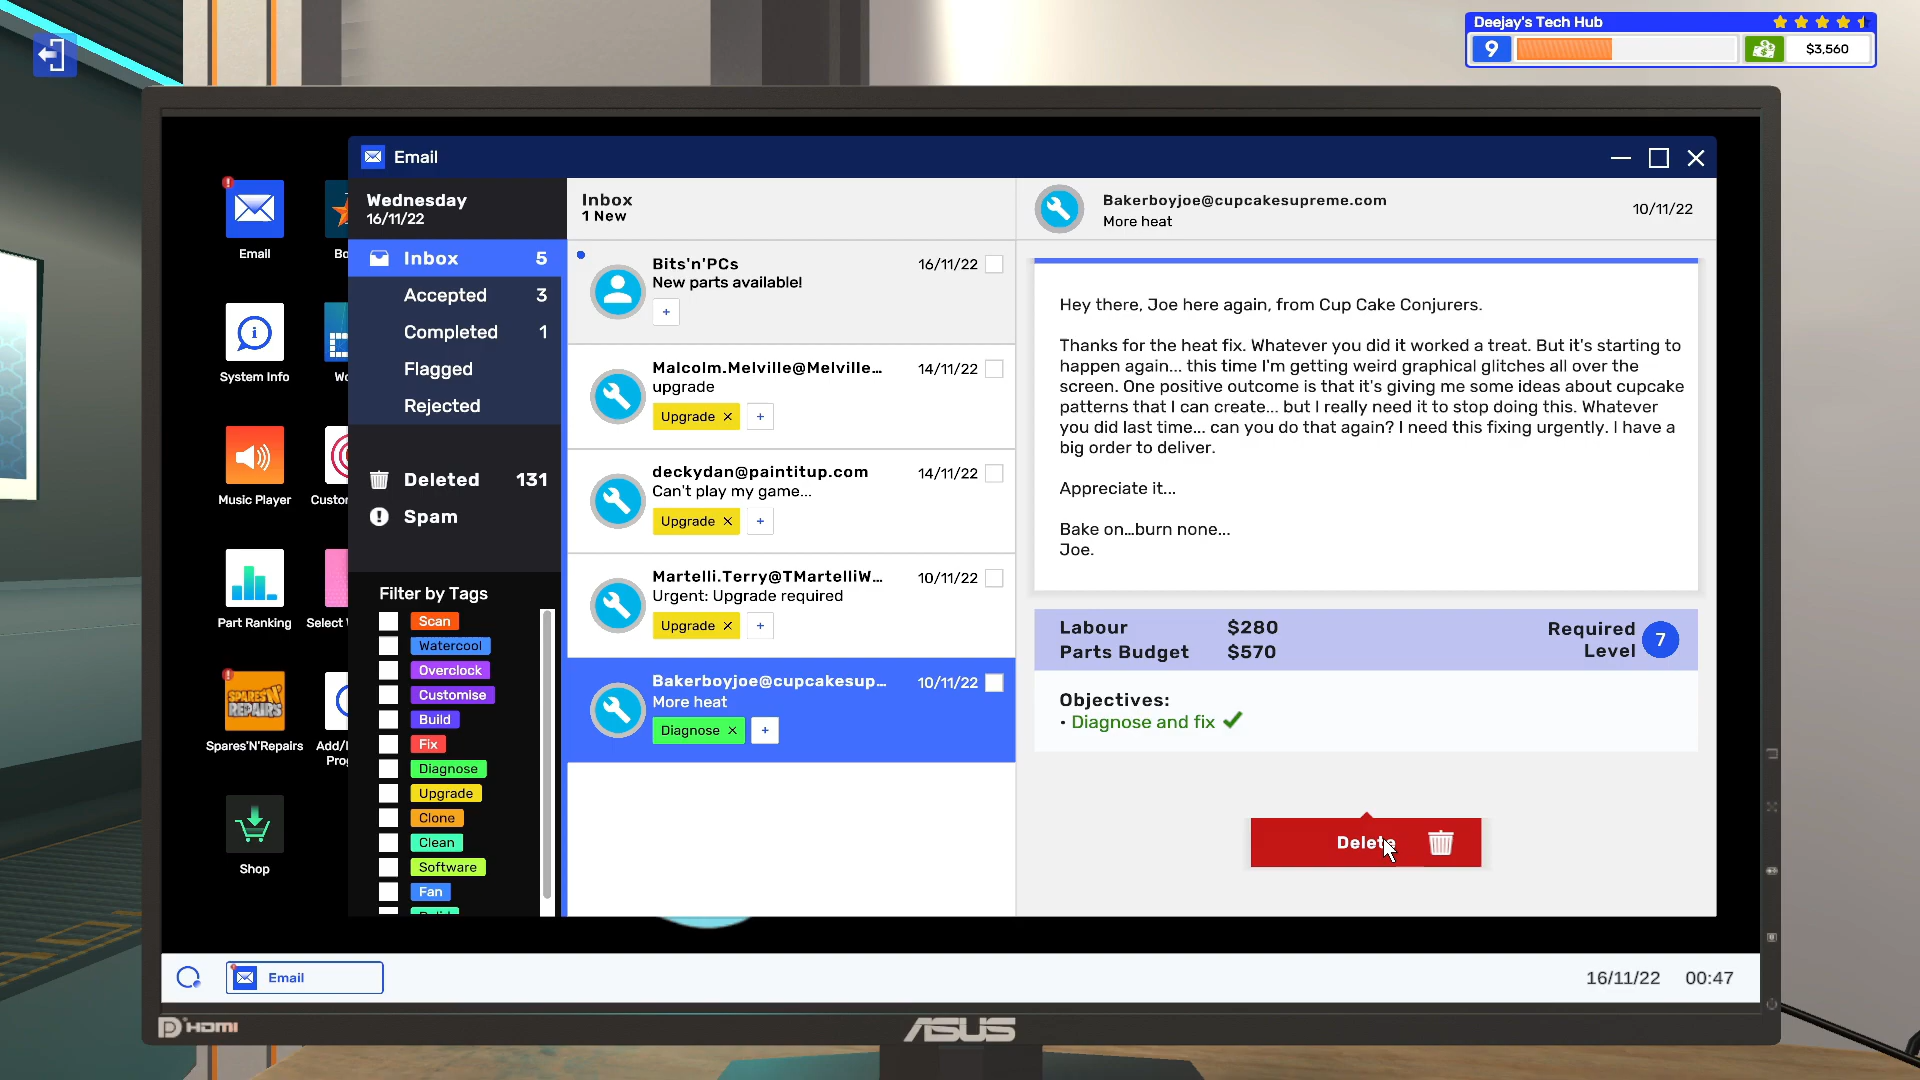 Deejay's Tech Hub
9
$3,560
Email
Wednesday
16/11/22
Inbox 5
Accepted 3
Completed 1
Flagged
Rejected
Deleted 131
Spam
Filter by Tags
Scan
Watercool
Overclock
Customise
Build
Fix
Diagnose
Upgrade
Clone
Clean
Software
Fan
Email
System Info
Music Player
Part Ranking
SPARES'N'
REPAIRS
Spares'N'Repairs
Shop
Inbox
1 New
Bits'n'PCs 16/11/22
New parts available!
+
Malcolm.Melville@Melville... 14/11/22
upgrade
Upgrade × +
deckydan@paintitup.com 14/11/22
Can't play my game...
Upgrade × +
Martelli.Terry@TMartelliW... 10/11/22
Urgent: Upgrade required
Upgrade × +
Bakerboyjoe@cupcakesup... 10/11/22
More heat
Diagnose × +
Bakerboyjoe@cupcakesupreme.com
More heat
10/11/22
Hey there, Joe here again, from Cup Cake Conjurers.
Thanks for the heat fix. Whatever you did it worked a treat. But it's starting to
happen again... this time I'm getting weird graphical glitches all over the
screen. One positive outcome is that it's giving me some ideas about cupcake
patterns that I can create... but I really need it to stop doing this. Whatever
you did last time... can you do that again? I need this fixing urgently. I have a
big order to deliver.
Appreciate it...
Bake on...burn none...
Joe.
Labour $280
Parts Budget $570
Required
Level 7
Objectives:
• Diagnose and fix
Delete
Email
16/11/22 00:47
HDMI
ASUS